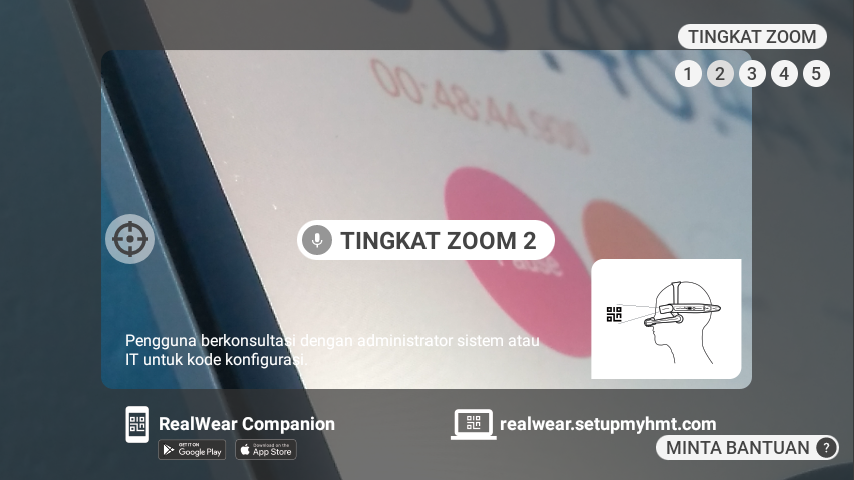 TINGKAT ZOOM
1 2 3 4 5
00:48:44.900
TINGKAT ZOOM 2
Pengguna berkonsultasi dengan administrator sistem atau
IT untuk kode konfigurasi.
RealWear Companion
GET IT ON
Google Play
Download on the
App Store
realwear.setupmyhmt.com
MINTA BANTUAN ?